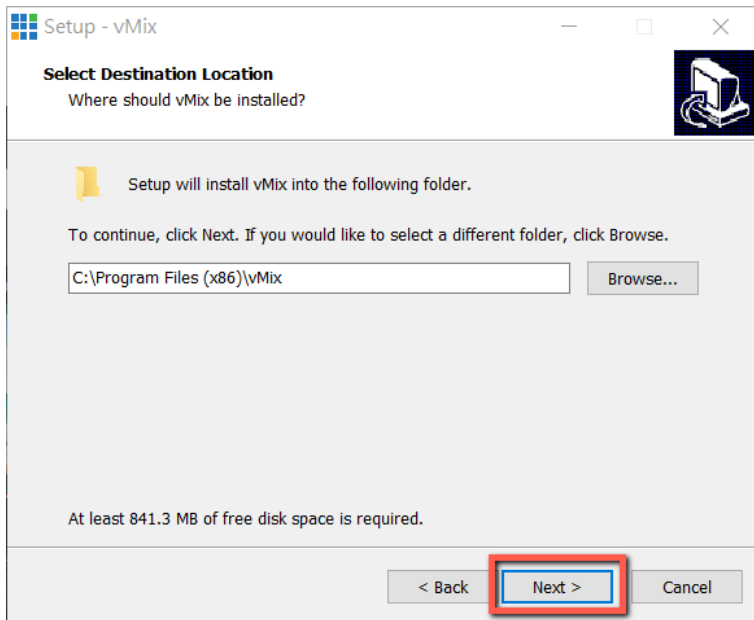 Setup - vMix
Select Destination Location
Where should vMix be installed?
Setup will install vMix into the following folder.
To continue, click Next. If you would like to select a different folder, click Browse.
C:\Program Files (x86)\vMix
Browse...
At least 841.3 MB of free disk space is required.
< Back
Next >
Cancel